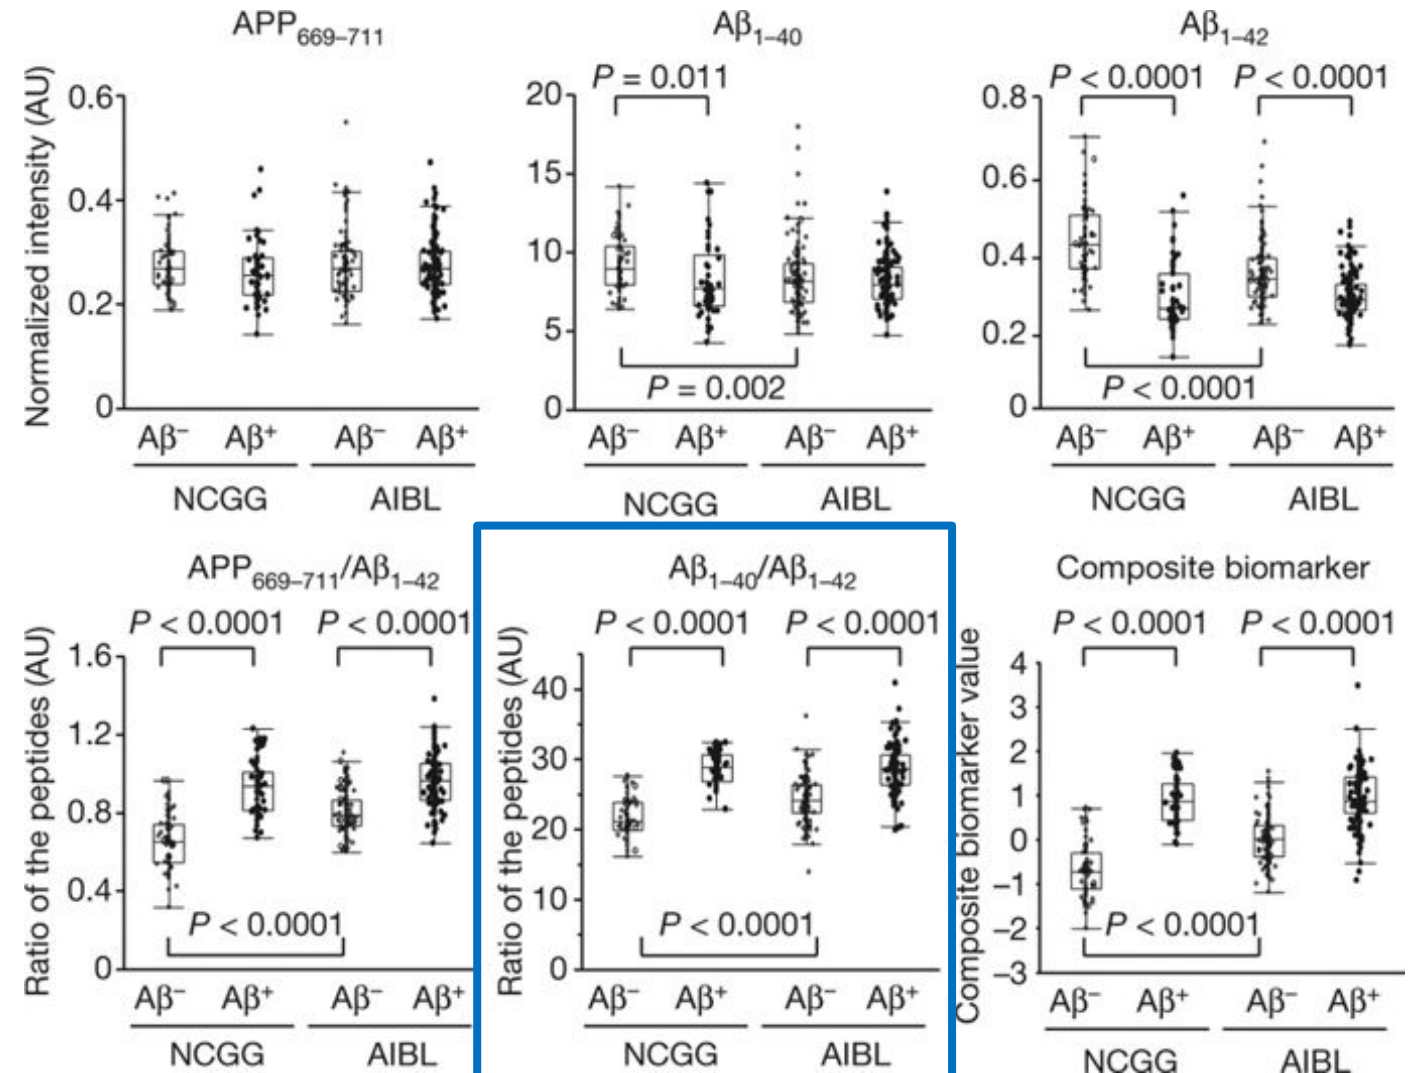 APP669–711
Normalized intensity (AU)
0.6
0.4
0.2
0
Aβ– Aβ+ Aβ– Aβ+
NCGG AIBL
Aβ1–40
P = 0.011
20
15
10
5
0
P = 0.002
Aβ– Aβ+ Aβ– Aβ+
NCGG AIBL
Aβ1–42
P < 0.0001 P < 0.0001
0.8
0.6
0.4
0.2
0
P < 0.0001
Aβ– Aβ+ Aβ– Aβ+
NCGG AIBL
APP669–711/Aβ1–42
P < 0.0001 P < 0.0001
Ratio of the peptides (AU)
1.6
1.2
0.8
0.4
0
P < 0.0001
Aβ– Aβ+ Aβ– Aβ+
NCGG AIBL
Aβ1–40/Aβ1–42
P < 0.0001 P < 0.0001
Ratio of the peptides (AU)
40
30
20
10
0
P < 0.0001
Aβ– Aβ+ Aβ– Aβ+
NCGG AIBL
Composite biomarker
P < 0.0001 P < 0.0001
Composite biomarker value
4
3
2
1
0
–1
–2
–3
P < 0.0001
Aβ– Aβ+ Aβ– Aβ+
NCGG AIBL